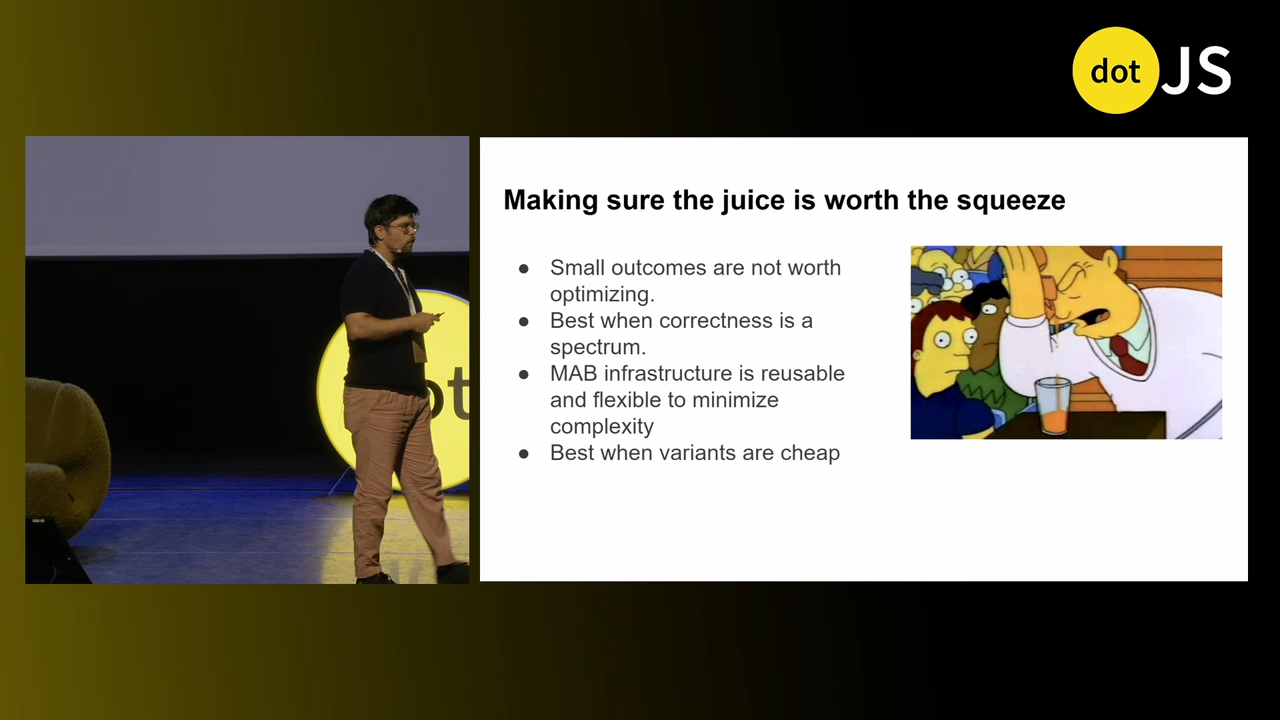 dot JS
Making sure the juice is worth the squeeze
● Small outcomes are not worth
optimizing.
● Best when correctness is a
spectrum.
● MAB infrastructure is reusable
and flexible to minimize
complexity
● Best when variants are cheap